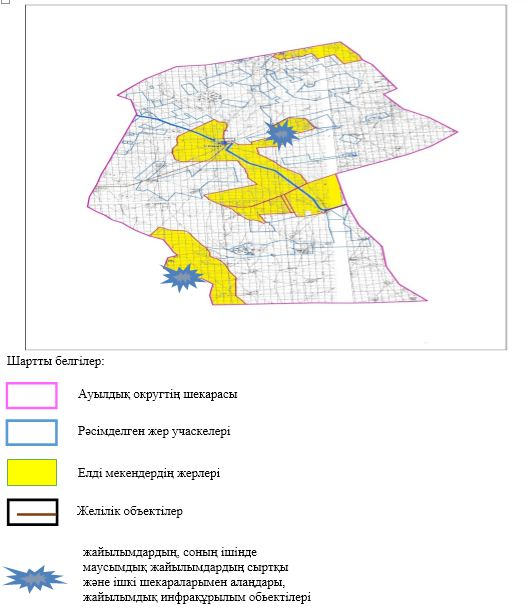 Шартты белгілер:
Ауылдық округтің шекарасы
Рәсімделген жер учаскелері
Елді мекендердің жерлері
Желілік объектілер
жайылымдардың, соның ішінде
маусымдық жайылымдардың сыртқы
және ішкі шекараларымен алаңдары,
жайылымдық инфрақұрылым объектілері